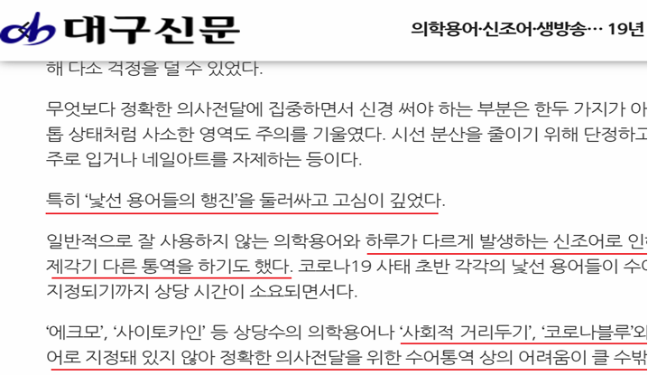 대구신문
의학용어·신조어·생방송… 19년
해 다소 걱정을 덜 수 있었다.
무엇보다 정확한 의사전달에 집중하면서 신경 써야 하는 부분은 한두 가지가 아
톱 상태처럼 사소한 영역도 주의를 기울였다. 시선 분산을 줄이기 위해 단정하고
주로 입거나 네일아트를 자제하는 등이다.
특히 ‘낯선 용어들의 행진’을 둘러싸고 고심이 깊었다.
일반적으로 잘 사용하지 않는 의학용어와 하루가 다르게 발생하는 신조어로 인해
제각기 다른 통역을 하기도 했다. 코로나19 사태 초반 각각의 낯선 용어들이 수어
지정되기까지 상당 시간이 소요되면서다.
‘에크모’, ‘사이토카인’ 등 상당수의 의학용어나 ‘사회적 거리두기’, ‘코로나블루’와
어로 지정돼 있지 않아 정확한 의사전달을 위한 수어통역 상의 어려움이 클 수밖